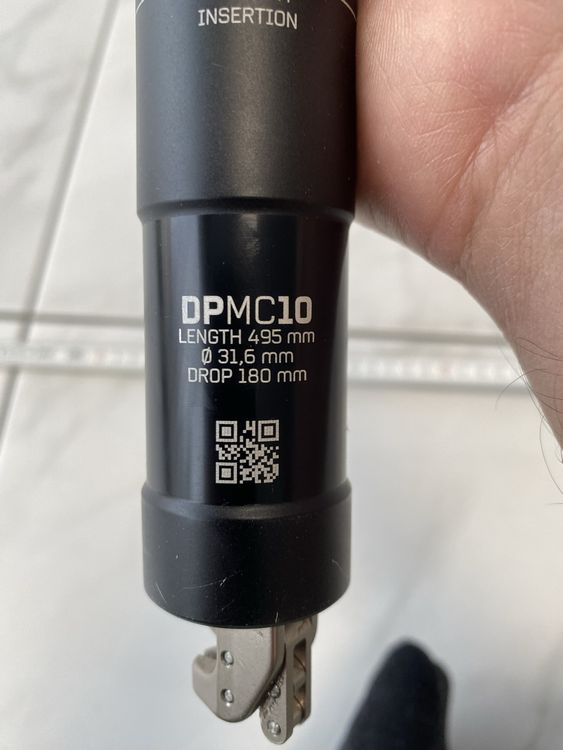 INSERTION
DPMC10
LENGTH 495 mm
Ø 31,6 mm
DROP 180 mm